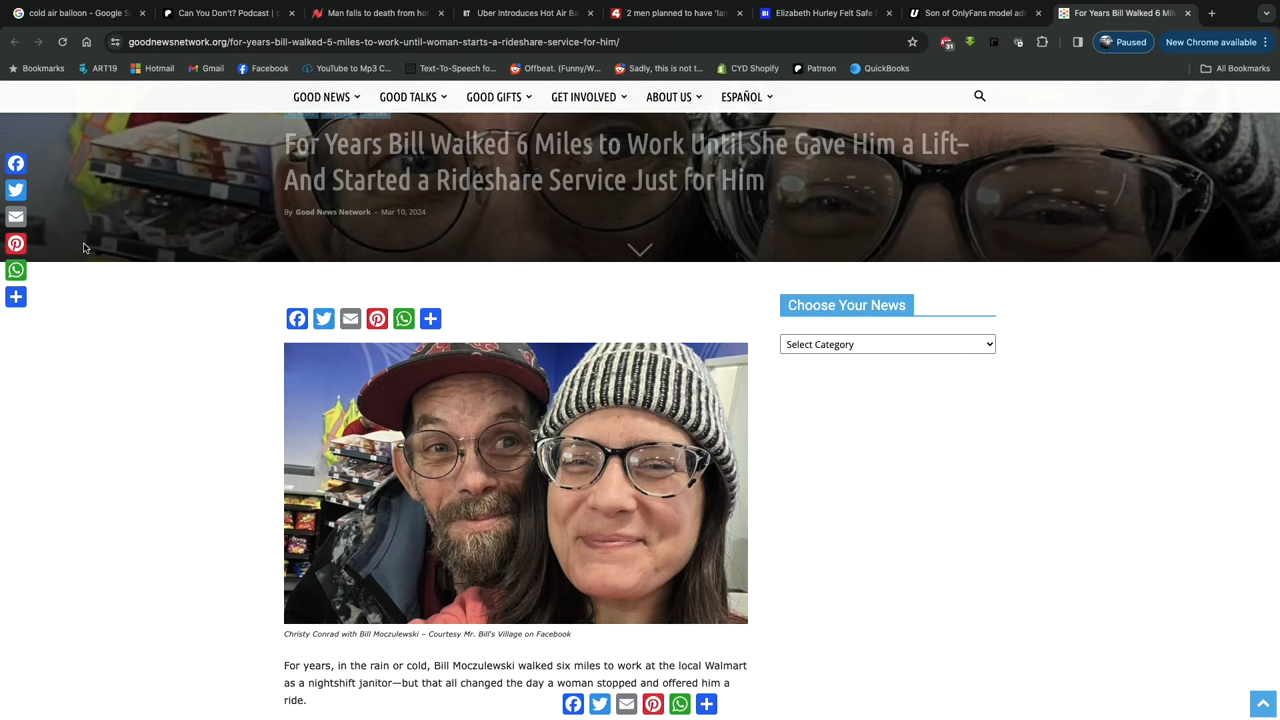 cold air balloon - Google S
Can You Don't? Podcast | c
Man falls to death from hot
Uber Introduces Hot Air Ba
2 men planned to have 'lar
Elizabeth Hurley Felt Safe
Son of OnlyFans model ad
For Years Bill Walked 6 Mile
goodnewsnetwork.org/for-years-bill-walked-5-miles-to-work-until-woman-starts-a-rideshare-service-for-him/
31
Paused
New Chrome available
Bookmarks
ART19
Hotmail
Gmail
Facebook
YouTube to Mp3 C...
Text-To-Speech fo...
Offbeat. (Funny/W...
Sadly, this is not t...
CYD Shopify
Patreon
QuickBooks
All Bookmarks
GOOD NEWS
GOOD TALKS
GOOD GIFTS
GET INVOLVED
ABOUT US
ESPAÑOL
For Years Bill Walked 6 Miles to Work Until She Gave Him a Lift–
And Started a Rideshare Service Just for Him
By Good News Network - Mar 10, 2024
Choose Your News
Select Category
Christy Conrad with Bill Moczulewski – Courtesy Mr. Bill's Village on Facebook
For years, in the rain or cold, Bill Moczulewski walked six miles to work at the local Walmart
as a nightshift janitor—but that all changed the day a woman stopped and offered him a
ride.